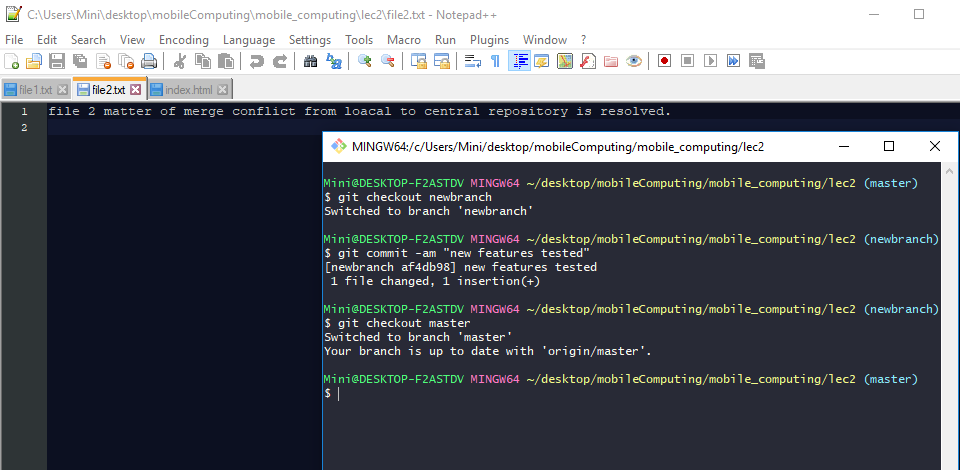 C:\Users\Mini\desktop\mobileComputing\mobile_computing\lec2\file2.txt - Notepad++
File Edit Search View Encoding Language Settings Tools Macro Run Plugins Window ?
file1.txt file2.txt index.html
1 file 2 matter of merge conflict from loacal to central repository is resolved.
2
MINGW64:/c/Users/Mini/desktop/mobileComputing/mobile_computing/lec2
Mini@DESKTOP-F2ASTDV MINGW64 ~/desktop/mobileComputing/mobile_computing/lec2 (master)
$ git checkout newbranch
Switched to branch 'newbranch'
Mini@DESKTOP-F2ASTDV MINGW64 ~/desktop/mobileComputing/mobile_computing/lec2 (newbranch)
$ git commit -am "new features tested"
[newbranch af4db98] new features tested
1 file changed, 1 insertion(+)
Mini@DESKTOP-F2ASTDV MINGW64 ~/desktop/mobileComputing/mobile_computing/lec2 (newbranch)
$ git checkout master
Switched to branch 'master'
Your branch is up to date with 'origin/master'.
Mini@DESKTOP-F2ASTDV MINGW64 ~/desktop/mobileComputing/mobile_computing/lec2 (master)
$